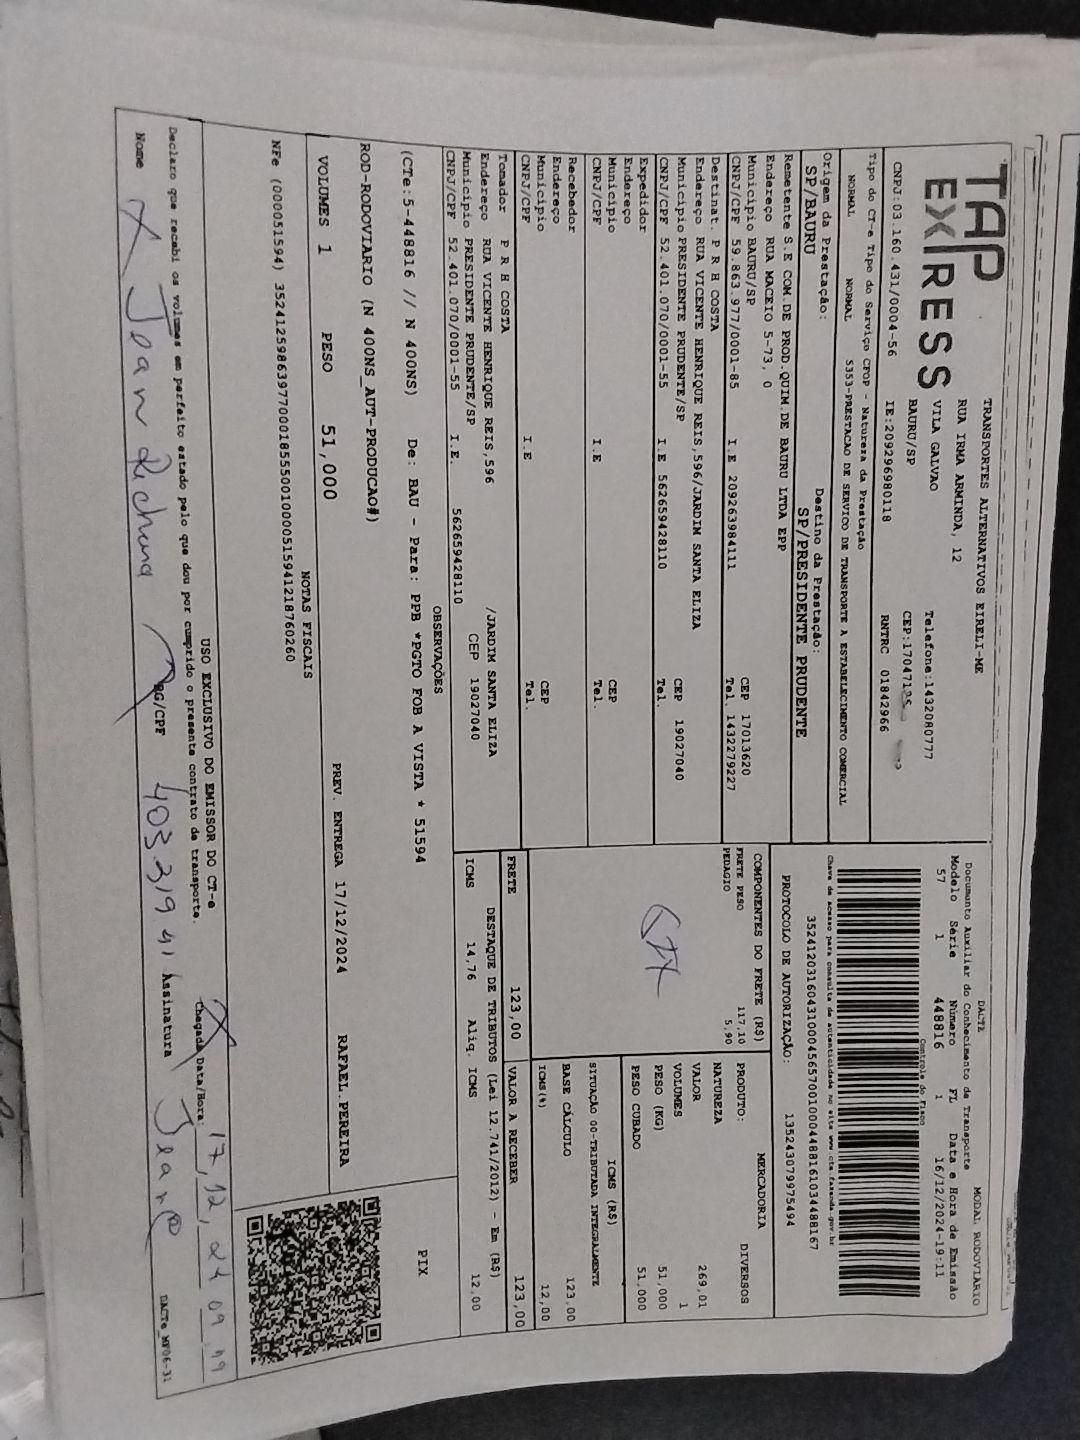 TAP
EXPRESS
TRANSPORTES ALTERNATIVOS EIRELI-ME
RUA IRMA ARMINDA, 12
VILA GALVAO Telefone:1432080777
BAURU/SP
CNPJ:03.160.431/0004-56 IE:209296980118 RNTRC 01842966
DACTE MODAL RODOVIÁRIO
Documento Auxiliar do Conhecimento de Transporte
Modelo Série Número FL Data e Hora de Emissão
57 1 448816 1 16/12/2024-19:11
Controle do Fisco
Chave de acesso para consulta de autenticidade no site www.cte.fazenda.gov.br
35241203160431000456570010004488161034488167
PROTOCOLO DE AUTORIZAÇÃO: 135243079975494
Tipo do CT-e Tipo do Serviço CFOP - Natureza da Prestação
NORMAL NORMAL 5353-PRESTACAO DE SERVICO DE TRANSPORTE A ESTABELECIMENTO COMERCIAL
Origem da Prestação: Destino da Prestação:
SP/BAURU SP/PRESIDENTE PRUDENTE
Remetente S.E COM.DE PROD.QUIM.DE BAURU LTDA EPP
Endereço RUA MACEIO 5-73, 0
Município BAURU/SP CEP 17013620
CNPJ/CPF 59.863.977/0001-85 I.E 209263984111 Tel. 1432279227
Destinat. P R H COSTA
Endereço RUA VICENTE HENRIQUE REIS,596/JARDIM SANTA ELIZA
Município PRESIDENTE PRUDENTE/SP CEP 19027040
CNPJ/CPF 52.401.070/0001-55 I.E 562659428110 Tel.
Expedidor
Endereço
Município CEP
CNPJ/CPF I.E Tel.
Recebedor
Endereço
Município CEP
CNPJ/CPF I.E Tel.
Tomador P R H COSTA
Endereço RUA VICENTE HENRIQUE REIS,596 /JARDIM SANTA ELIZA
Município PRESIDENTE PRUDENTE/SP CEP 19027040
CNPJ/CPF 52.401.070/0001-55 I.E. 562659428110
COMPONENTES DO FRETE (R$)
FRETE PESO 117,10
PEDAGIO 5,90
MERCADORIA
PRODUTO: DIVERSOS
NATUREZA
VALOR 269,01
VOLUMES 1
PESO (KG) 51,000
PESO CUBADO 51,000
ICMS (R$)
SITUAÇÃO 00-TRIBUTADA INTEGRALMENTE
BASE CÁLCULO 123,00
ICMS(%) 12,00
FRETE 123,00 VALOR A RECEBER 123,00
DESTAQUE DE TRIBUTOS (Lei 12.741/2012) - Em (R$)
ICMS 14,76 Aliq. ICMS 12,00
OBSERVAÇÕES
(CTe:5-448816 // N 400NS) De: BAU - Para: PPB *PGTO FOB A VISTA * 51594
PIX
ROD-RODOVIARIO (N 400NS_AUT-PRODUCAO#)
VOLUMES 1 PESO 51,000 PREV. ENTREGA 17/12/2024 RAFAEL.PEREIRA
NOTAS FISCAIS
NFe (000051594) 35241259863977000185550010000515941218760260
USO EXCLUSIVO DO EMISSOR DO CT-e
Declaro que recebi os volumes em perfeito estado pelo que dou por cumprido o presente contrato de transporte. Chegada Data/Hora: 17,12,24 09
Nome RG/CPF Assinatura Jean
DACTe_MF06-31